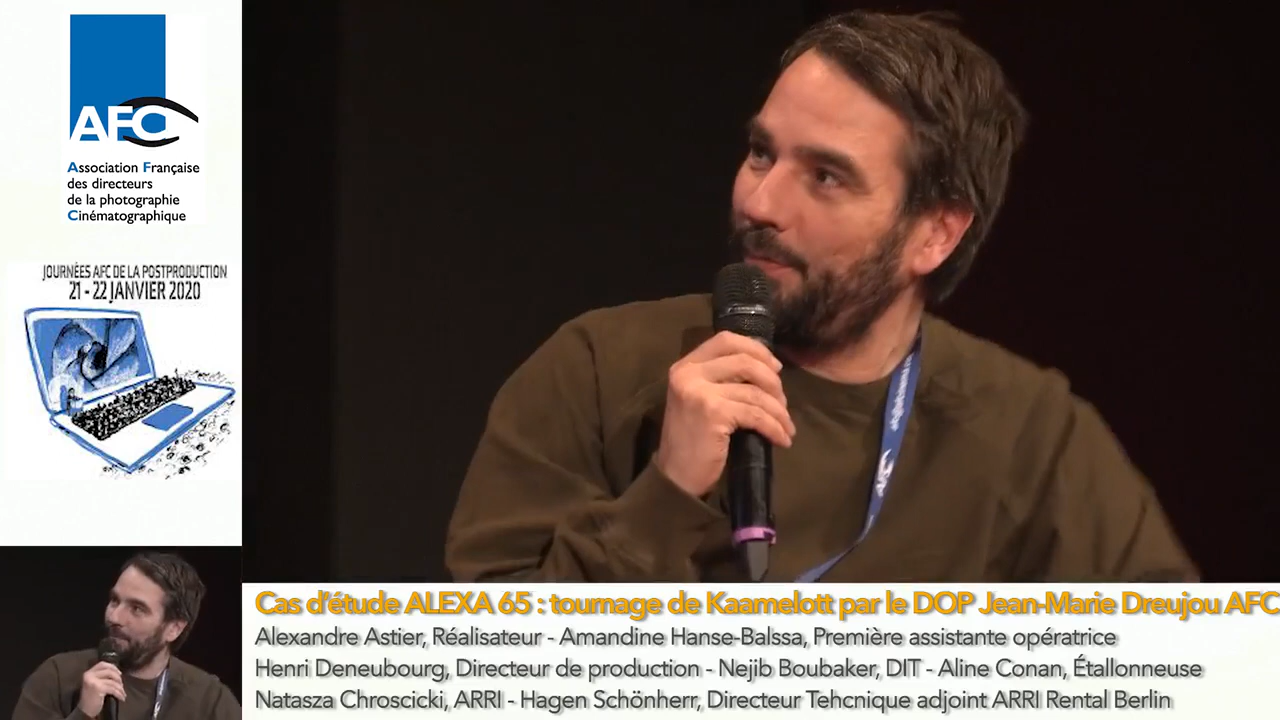 AFC
Association Française
des directeurs
de la photographie
Cinématographique
JOURNÉES AFC DE LA POSTPRODUCTION
21 - 22 JANVIER 2020
AFC
Cas d'étude ALEXA 65 : tournage de Kaamelott par le DOP Jean-Marie Dreujou AFC
Alexandre Astier, Réalisateur - Amandine Hanse-Balssa, Première assistante opératrice
Henri Deneubourg, Directeur de production - Nejib Boubaker, DIT - Aline Conan, Étallonneuse
Natasza Chroscicki, ARRI - Hagen Schönherr, Directeur Tehcnique adjoint ARRI Rental Berlin